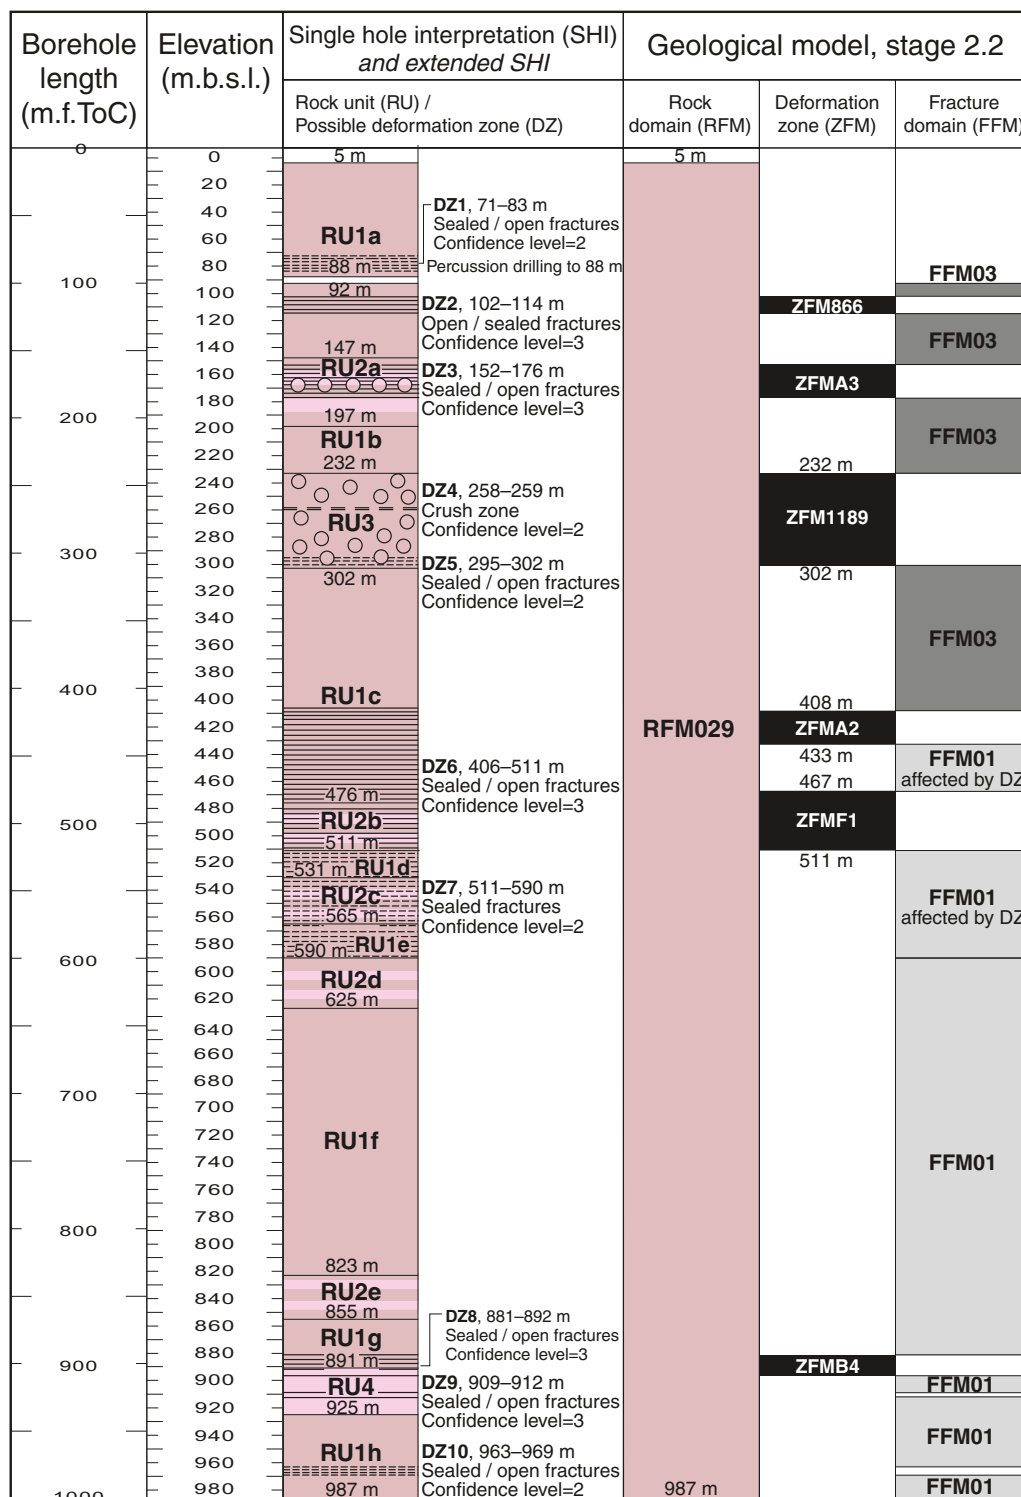 Borehole
length
(m.f.ToC)
Elevation
(m.b.s.l.)
Single hole interpretation (SHI)
and extended SHI
Geological model, stage 2.2
Rock unit (RU) /
Possible deformation zone (DZ)
Rock
domain (RFM)
Deformation
zone (ZFM)
Fracture
domain (FFM)
0
100
200
300
400
500
600
700
800
900
1000
0
20
40
60
80
100
120
140
160
180
200
220
240
260
280
300
320
340
360
380
400
420
440
460
480
500
520
540
560
580
600
620
640
660
680
700
720
740
760
780
800
820
840
860
880
900
920
940
960
980
5 m
RU1a
88 m
92 m
147 m
RU2a
197 m
RU1b
232 m
RU3
302 m
RU1c
476 m
RU2b
511 m
531 m RU1d
RU2c
565 m
590 m RU1e
RU2d
625 m
RU1f
823 m
RU2e
855 m
RU1g
891 m
RU4
925 m
RU1h
987 m
DZ1, 71–83 m
Sealed / open fractures
Confidence level=2
Percussion drilling to 88 m
DZ2, 102–114 m
Open / sealed fractures
Confidence level=3
DZ3, 152–176 m
Sealed / open fractures
Confidence level=3
DZ4, 258–259 m
Crush zone
Confidence level=2
DZ5, 295–302 m
Sealed / open fractures
Confidence level=2
DZ6, 406–511 m
Sealed / open fractures
Confidence level=3
DZ7, 511–590 m
Sealed fractures
Confidence level=2
DZ8, 881–892 m
Sealed / open fractures
Confidence level=3
DZ9, 909–912 m
Sealed / open fractures
Confidence level=3
DZ10, 963–969 m
Sealed / open fractures
Confidence level=2
5 m
RFM029
987 m
ZFM866
ZFMA3
232 m
ZFM1189
302 m
408 m
ZFMA2
433 m
467 m
ZFMF1
511 m
ZFMB4
FFM03
FFM03
FFM03
FFM03
FFM01
affected by DZ
FFM01
affected by DZ
FFM01
FFM01
FFM01
FFM01